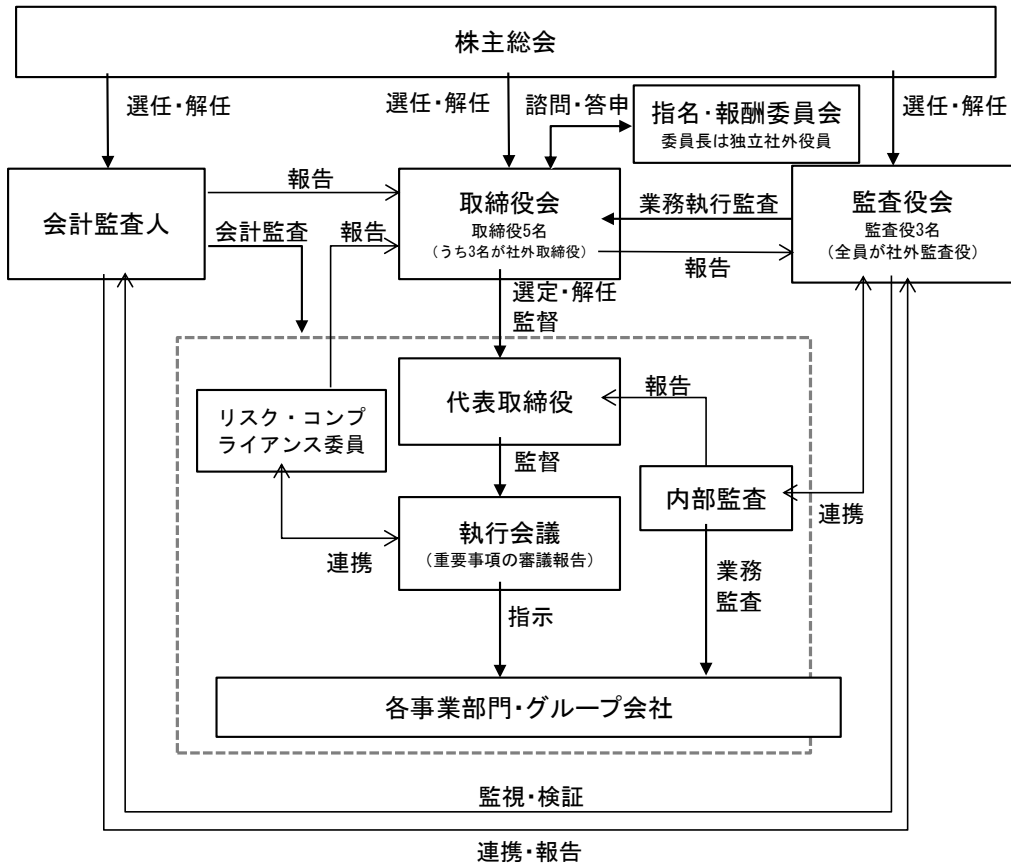 株主総会
選任・解任
選任・解任
諮問・答申
選任・解任
指名・報酬委員会
委員長は独立社外役員
会計監査人
報告
会計監査
報告
取締役会
取締役5名
（うち3名が社外取締役）
業務執行監査
報告
監査役会
監査役3名
（全員が社外監査役）
選定・解任
監督
リスク・コンプ
ライアンス委員
代表取締役
報告
監督
内部監査
連携
連携
執行会議
（重要事項の審議報告）
業務
監査
指示
各事業部門・グループ会社
監視・検証
連携・報告